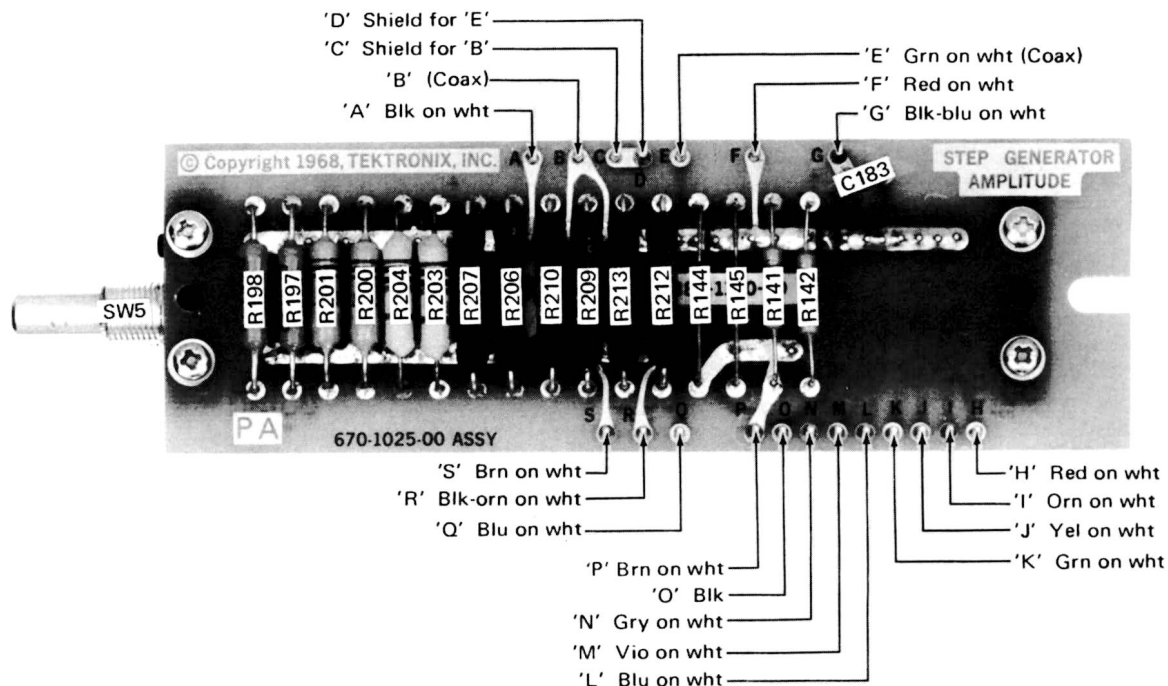 'D' Shield for 'E'
'C' Shield for 'B'
'B' (Coax)
'A' Blk on wht
'E' Grn on wht (Coax)
'F' Red on wht
'G' Blk-blu on wht
© Copyright 1968, TEKTRONIX, INC.
A B C D E F G
C183
STEP GENERATOR
AMPLITUDE
SW5
R198 R197 R201 R200 R204 R203 R207 R206 R210 R209 R213 R212 R144 R145 R141 R142
S R Q P O N M L K J I H
PA
670-1025-00 ASSY
'S' Brn on wht
'R' Blk-orn on wht
'Q' Blu on wht
'P' Brn on wht
'O' Blk
'N' Gry on wht
'M' Vio on wht
'L' Blu on wht
'H' Red on wht
'I' Orn on wht
'J' Yel on wht
'K' Grn on wht